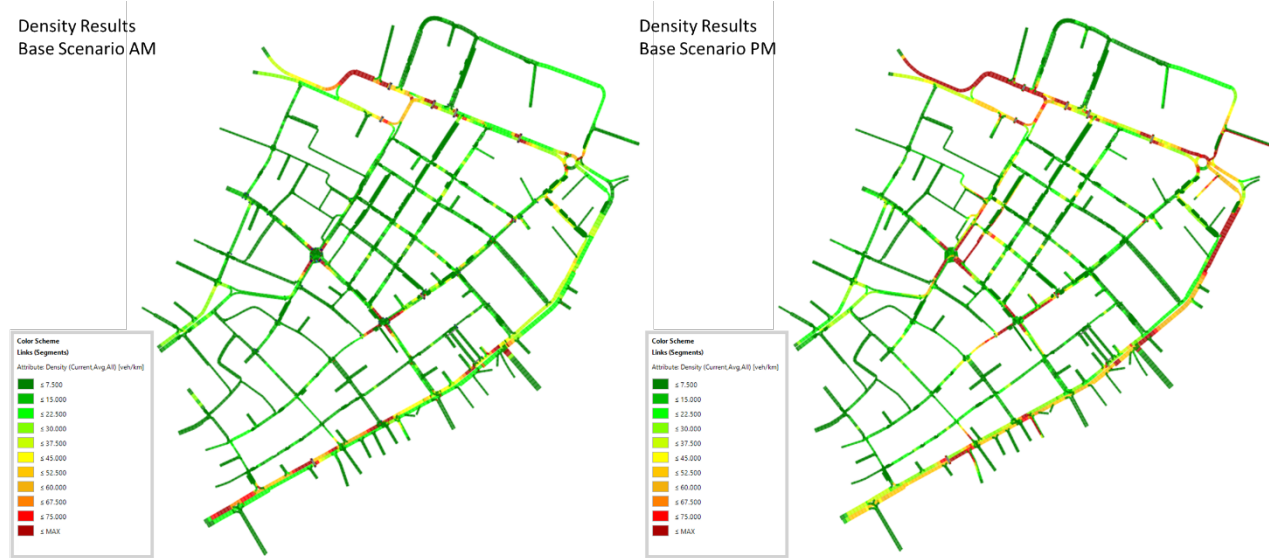 Density Results
Base Scenario AM
Density Results
Base Scenario PM
Color Scheme
Links (Segments)
Attribute: Density (Current,Avg,All) [veh/km]
≤ 7.500
≤ 15.000
≤ 22.500
≤ 30.000
≤ 37.500
≤ 45.000
≤ 52.500
≤ 60.000
≤ 67.500
≤ 75.000
≤ MAX
Color Scheme
Links (Segments)
Attribute: Density (Current,Avg,All) [veh/km]
≤ 7.500
≤ 15.000
≤ 22.500
≤ 30.000
≤ 37.500
≤ 45.000
≤ 52.500
≤ 60.000
≤ 67.500
≤ 75.000
≤ MAX